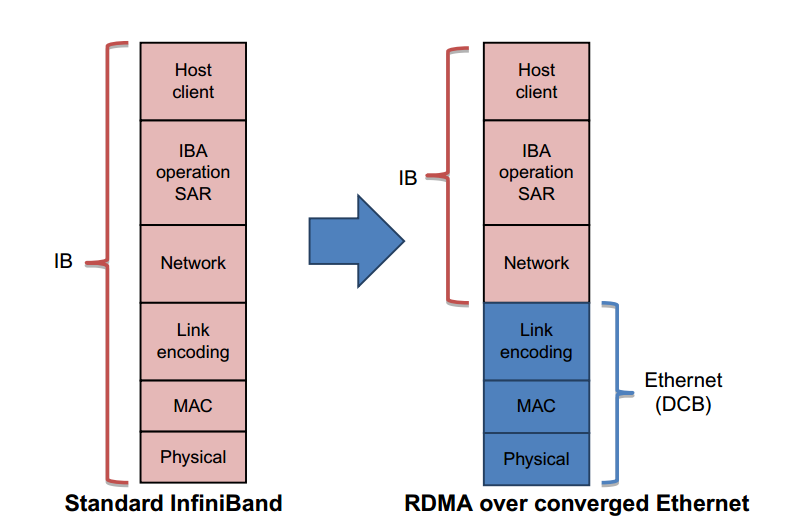 IB
Host
client
IBA
operation
SAR
Network
Link
encoding
MAC
Physical
Standard InfiniBand
IB
Host
client
IBA
operation
SAR
Network
Link
encoding
MAC
Physical
Ethernet
(DCB)
RDMA over converged Ethernet